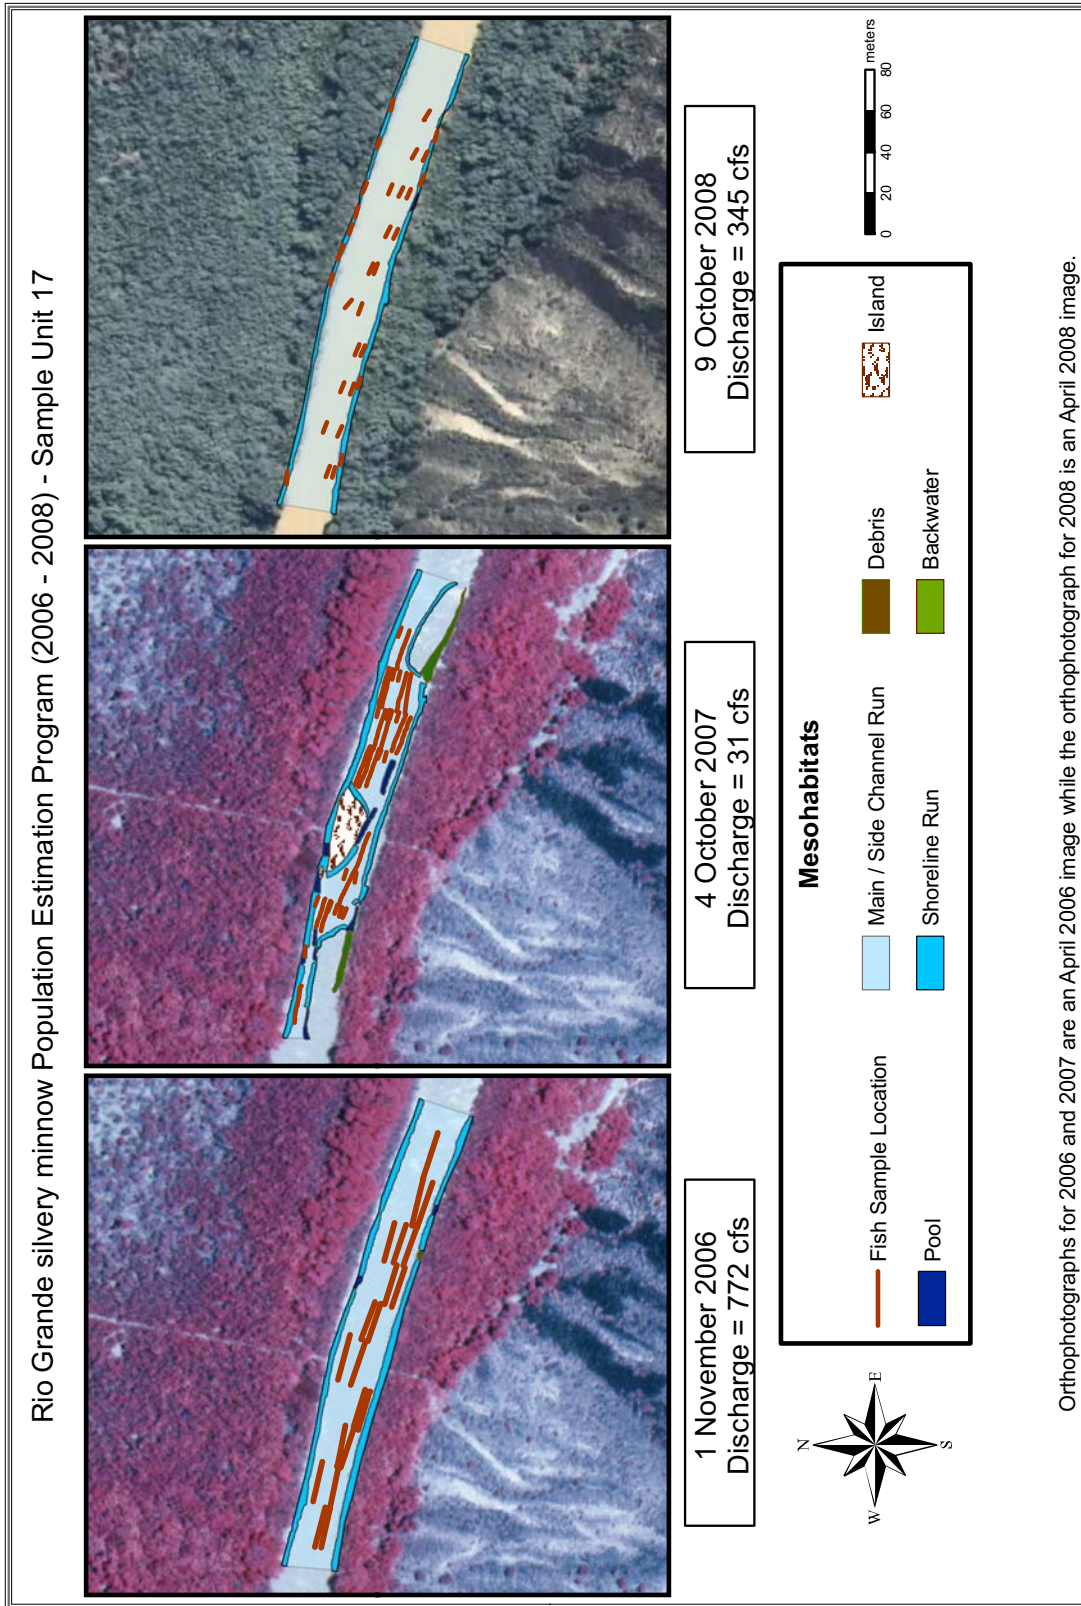 Rio Grande silvery minnow Population Estimation Program (2006 - 2008) - Sample Unit 17
1 November 2006
Discharge = 772 cfs
4 October 2007
Discharge = 31 cfs
9 October 2008
Discharge = 345 cfs
N
W
E
S
Mesohabitats
Fish Sample Location
Main / Side Channel Run
Debris
Island
Pool
Shoreline Run
Backwater
meters
0
20
40
60
80
Orthophotographs for 2006 and 2007 are an April 2006 image while the orthophotograph for 2008 is an April 2008 image.